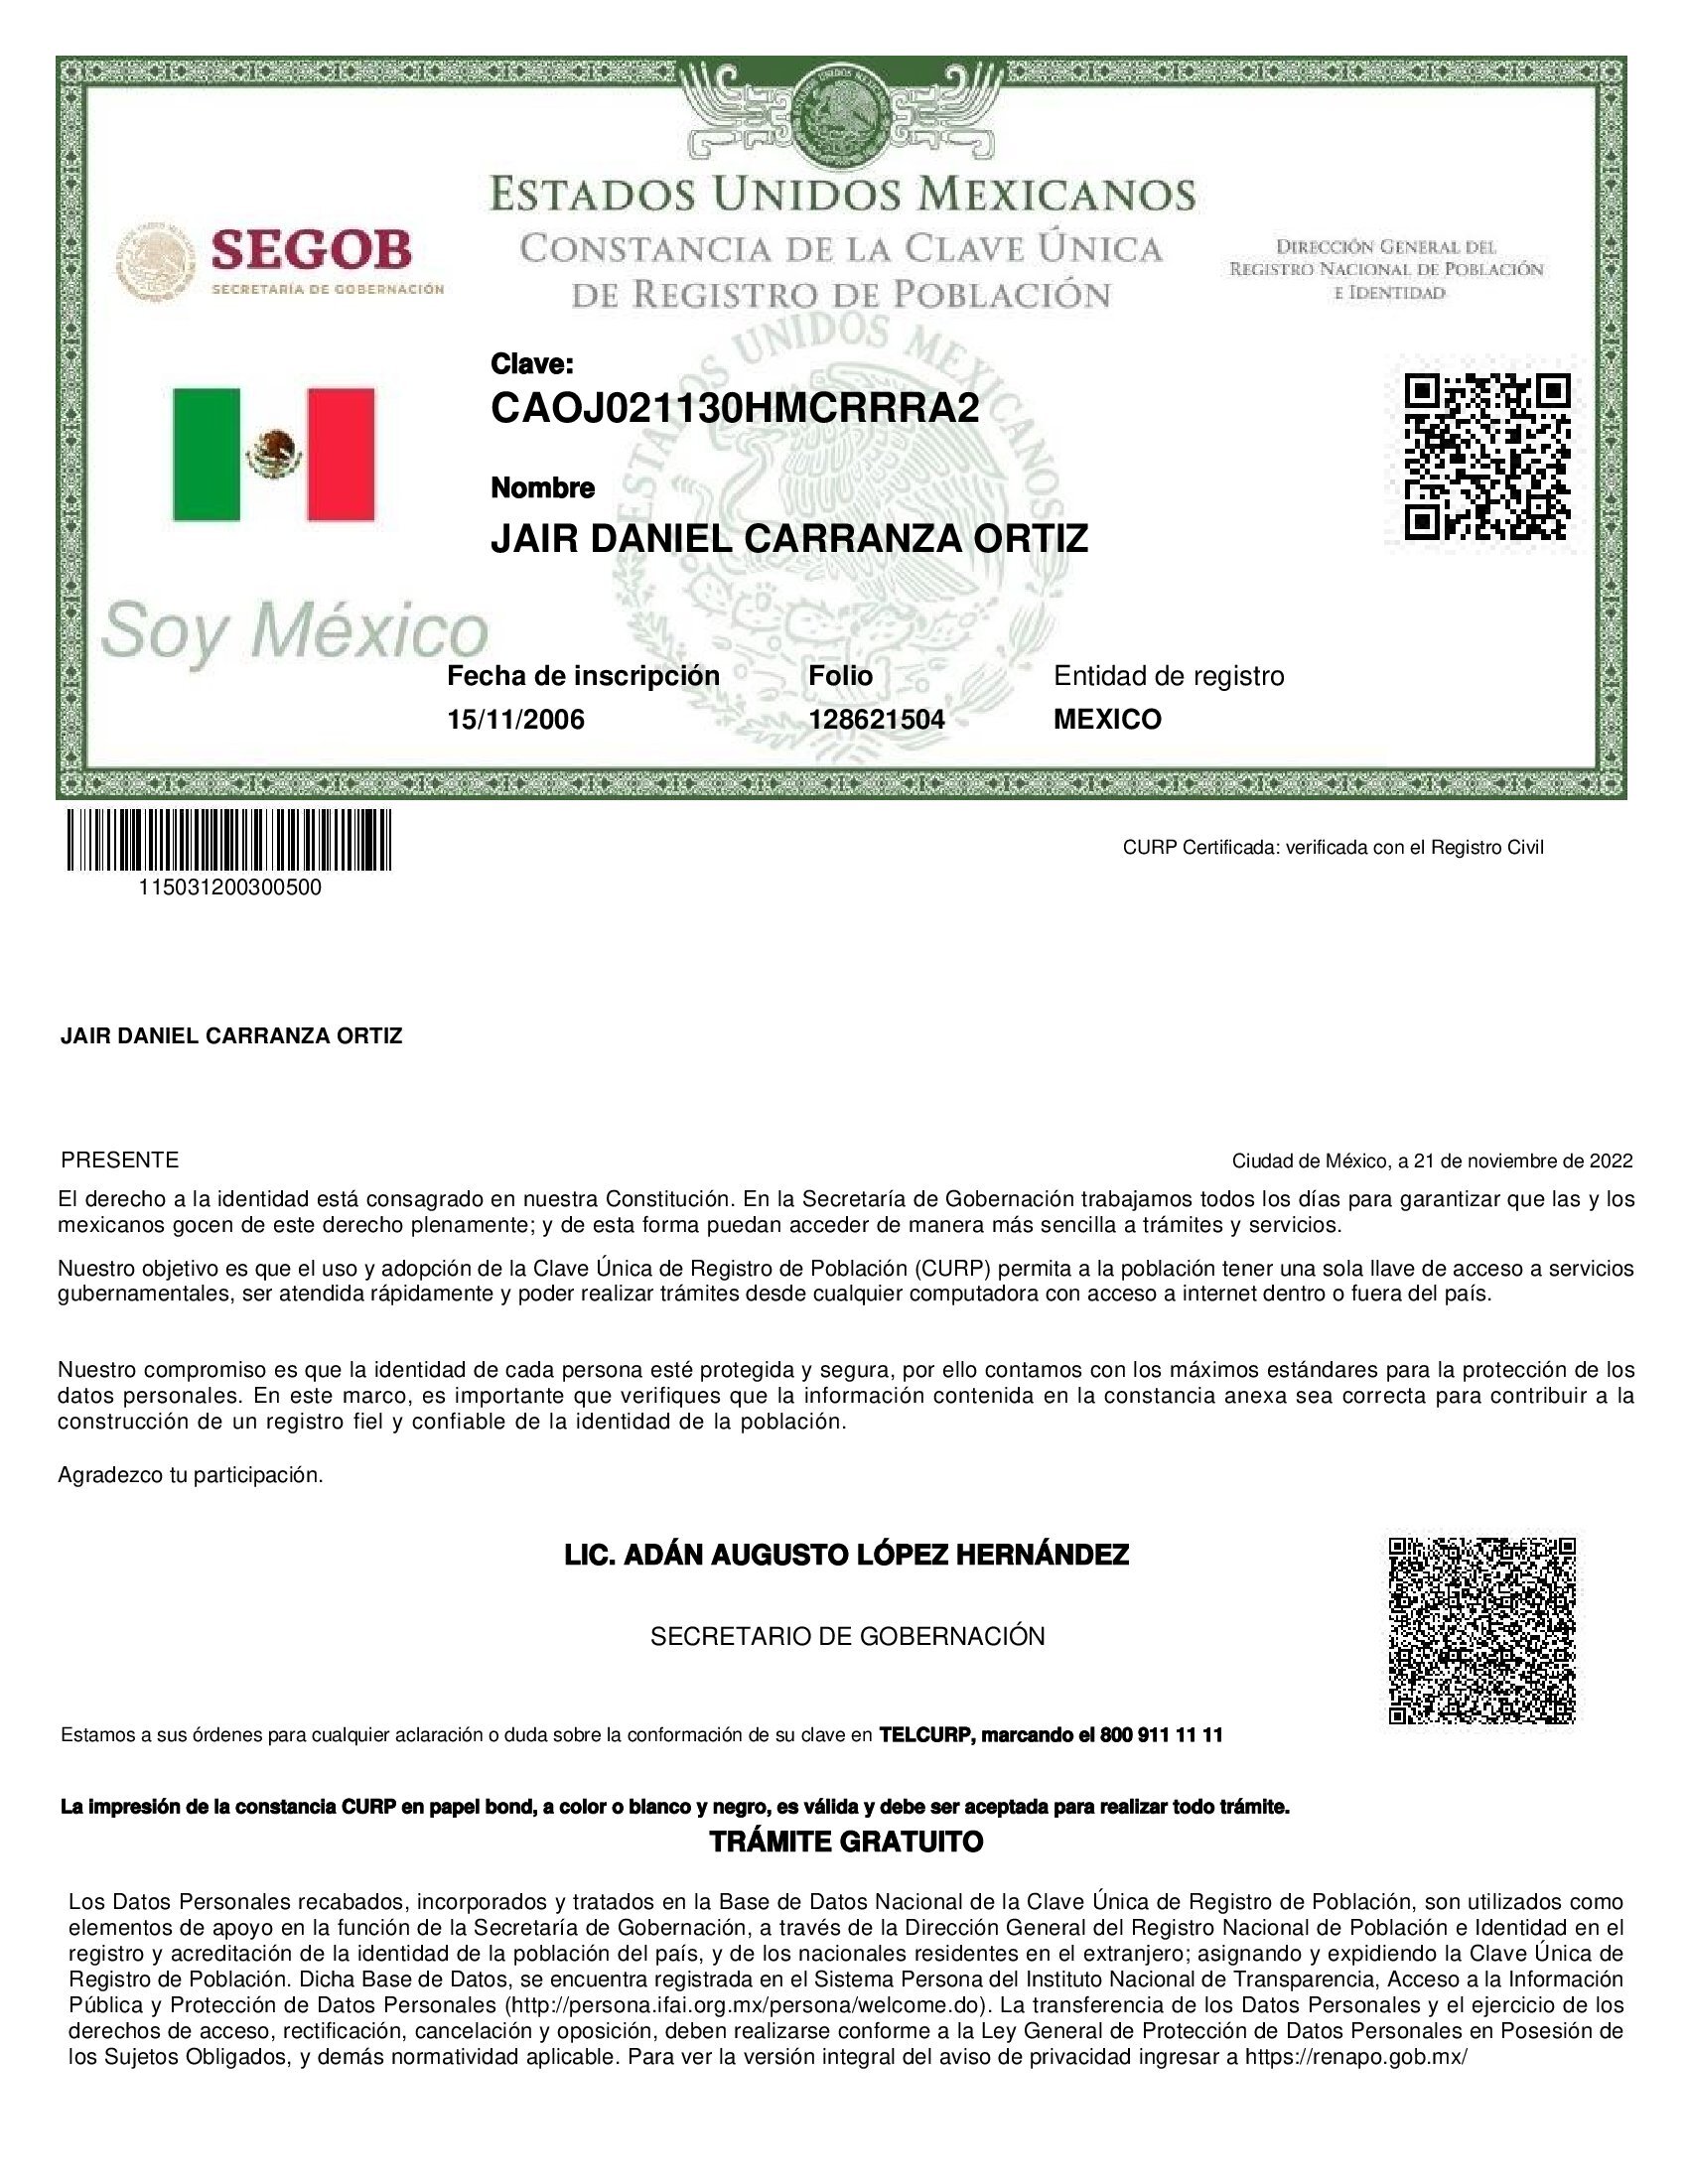 ESTADOS UNIDOS MEXICANOS
SEGOB
SECRETARÍA DE GOBERNACIÓN
CONSTANCIA DE LA CLAVE ÚNICA
DE REGISTRO DE POBLACIÓN
DIRECCIÓN GENERAL DEL
REGISTRO NACIONAL DE POBLACIÓN
E IDENTIDAD
ESTADOS UNIDOS MEXICANOS
Clave:
CAOJ021130HMCRRRA2
Nombre
JAIR DANIEL CARRANZA ORTIZ
Soy México
Fecha de inscripción Folio Entidad de registro
15/11/2006 128621504 MEXICO
115031200300500
CURP Certificada: verificada con el Registro Civil
JAIR DANIEL CARRANZA ORTIZ
PRESENTE
Ciudad de México, a 21 de noviembre de 2022
El derecho a la identidad está consagrado en nuestra Constitución. En la Secretaría de Gobernación trabajamos todos los días para garantizar que las y los
mexicanos gocen de este derecho plenamente; y de esta forma puedan acceder de manera más sencilla a trámites y servicios.
Nuestro objetivo es que el uso y adopción de la Clave Única de Registro de Población (CURP) permita a la población tener una sola llave de acceso a servicios
gubernamentales, ser atendida rápidamente y poder realizar trámites desde cualquier computadora con acceso a internet dentro o fuera del país.
Nuestro compromiso es que la identidad de cada persona esté protegida y segura, por ello contamos con los máximos estándares para la protección de los
datos personales. En este marco, es importante que verifiques que la información contenida en la constancia anexa sea correcta para contribuir a la
construcción de un registro fiel y confiable de la identidad de la población.
Agradezco tu participación.
LIC. ADÁN AUGUSTO LÓPEZ HERNÁNDEZ
SECRETARIO DE GOBERNACIÓN
Estamos a sus órdenes para cualquier aclaración o duda sobre la conformación de su clave en TELCURP, marcando el 800 911 11 11
La impresión de la constancia CURP en papel bond, a color o blanco y negro, es válida y debe ser aceptada para realizar todo trámite.
TRÁMITE GRATUITO
Los Datos Personales recabados, incorporados y tratados en la Base de Datos Nacional de la Clave Única de Registro de Población, son utilizados como
elementos de apoyo en la función de la Secretaría de Gobernación, a través de la Dirección General del Registro Nacional de Población e Identidad en el
registro y acreditación de la identidad de la población del país, y de los nacionales residentes en el extranjero; asignando y expidiendo la Clave Única de
Registro de Población. Dicha Base de Datos, se encuentra registrada en el Sistema Persona del Instituto Nacional de Transparencia, Acceso a la Información
Pública y Protección de Datos Personales (http://persona.ifai.org.mx/persona/welcome.do). La transferencia de los Datos Personales y el ejercicio de los
derechos de acceso, rectificación, cancelación y oposición, deben realizarse conforme a la Ley General de Protección de Datos Personales en Posesión de
los Sujetos Obligados, y demás normatividad aplicable. Para ver la versión integral del aviso de privacidad ingresar a https://renapo.gob.mx/